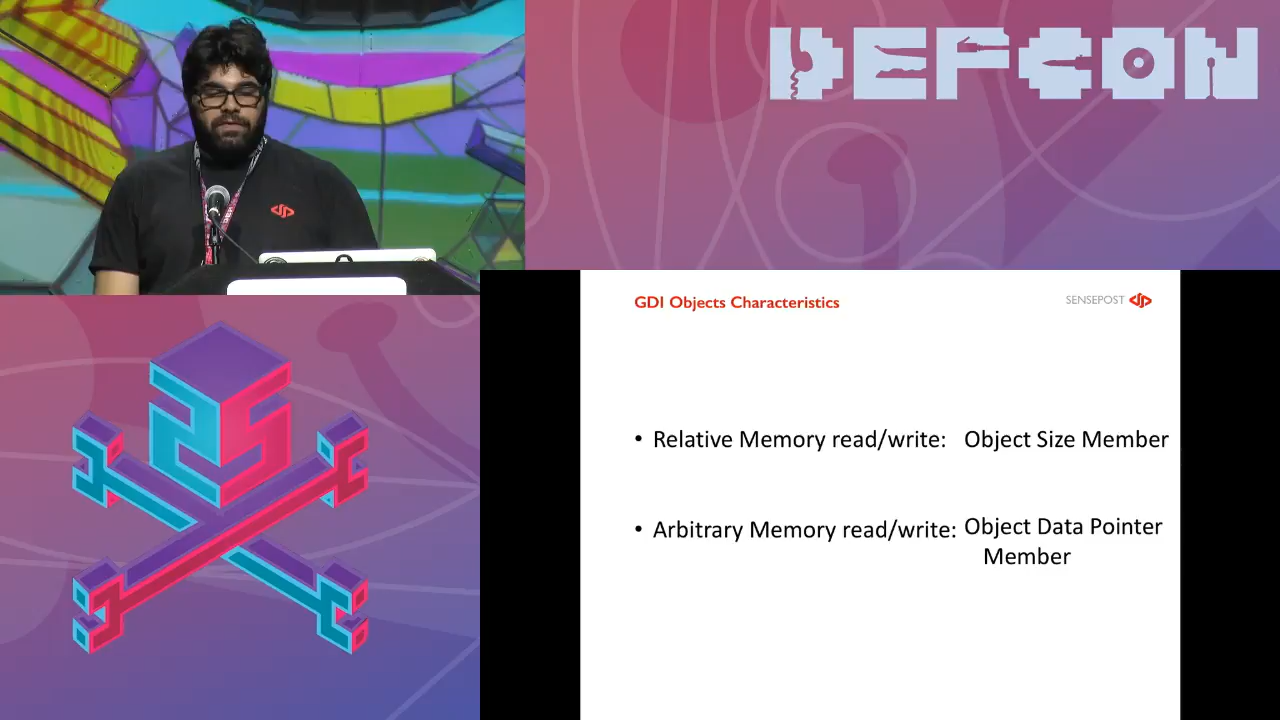 DEFCON
GDI Objects Characteristics
SENSEPOST
• Relative Memory read/write: Object Size Member
• Arbitrary Memory read/write: Object Data Pointer
Member